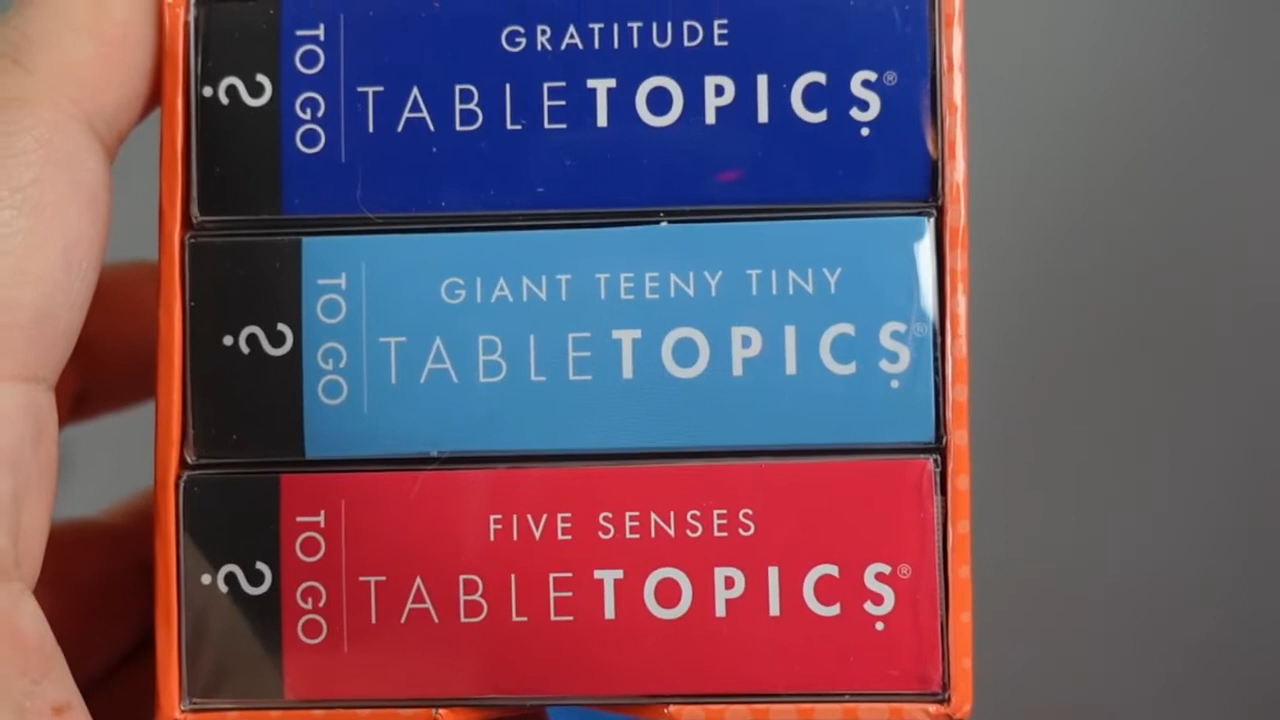 GRATITUDE
TO GO
TABLETOPICS®
?
GIANT TEENY TINY
TO GO
TABLETOPICS®
?
FIVE SENSES
TO GO
TABLETOPICS®
?